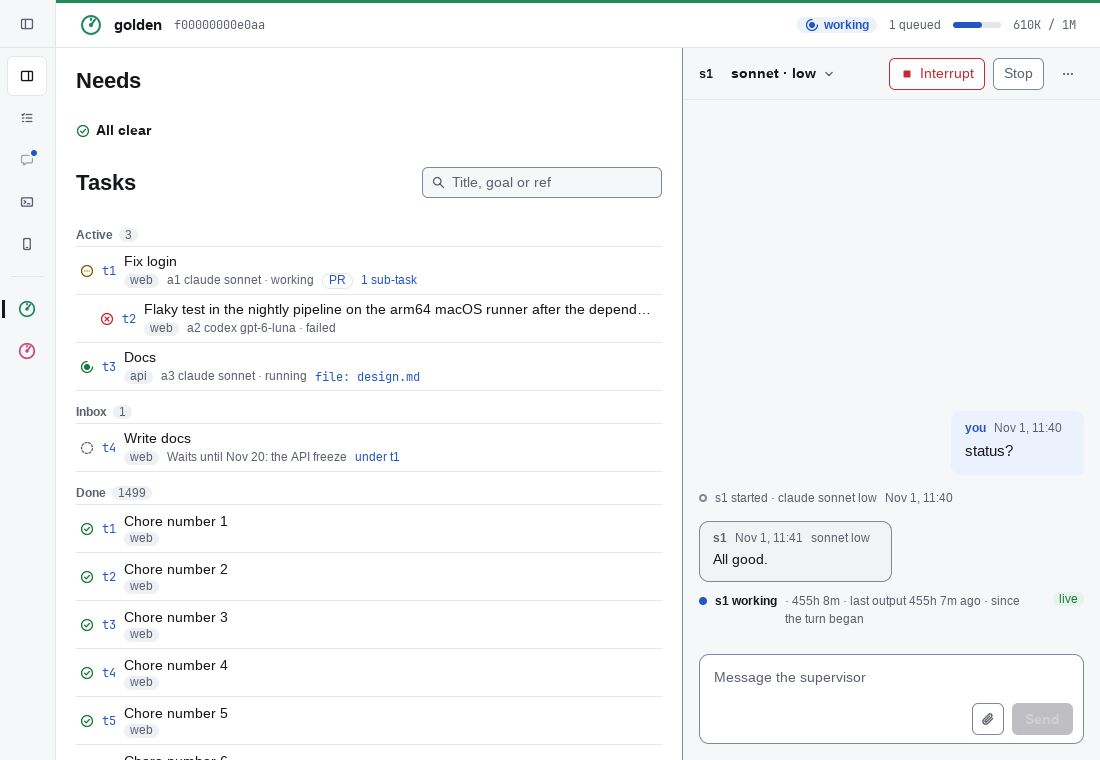 golden f00000000e0aa
working 1 queued 610K / 1M
Needs
All clear
Tasks
Title, goal or ref
Active 3
t1 Fix login
web a1 claude sonnet · working PR 1 sub-task
t2 Flaky test in the nightly pipeline on the arm64 macOS runner after the depend…
web a2 codex gpt-6-luna · failed
t3 Docs
api a3 claude sonnet · running file: design.md
Inbox 1
t4 Write docs
web Waits until Nov 20: the API freeze under t1
Done 1499
t1 Chore number 1
web
t2 Chore number 2
web
t3 Chore number 3
web
t4 Chore number 4
web
t5 Chore number 5
web
s1 sonnet · low Interrupt Stop
you Nov 1, 11:40
status?
s1 started · claude sonnet low Nov 1, 11:40
s1 Nov 1, 11:41 sonnet low
All good.
s1 working · 455h 8m · last output 455h 7m ago · since live
the turn began
Message the supervisor
Send